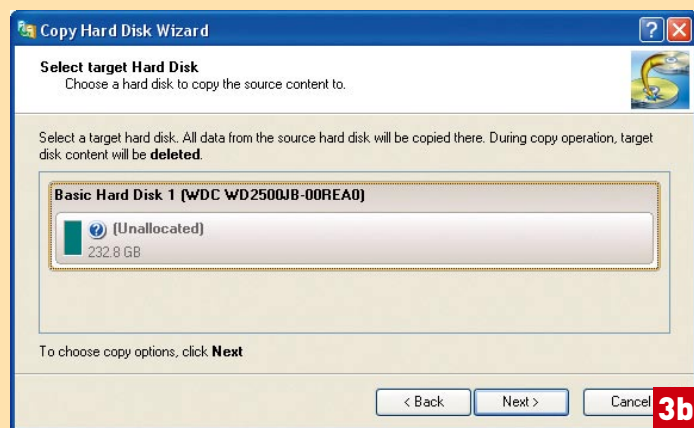 Copy Hard Disk Wizard
Select target Hard Disk
Choose a hard disk to copy the source content to.
Select a target hard disk. All data from the source hard disk will be copied there. During copy operation, target
disk content will be deleted.
Basic Hard Disk 1 (WDC WD2500JB-00REA0)
(Unallocated)
232.8 GB
To choose copy options, click Next
< Back Next > Cancel
3b